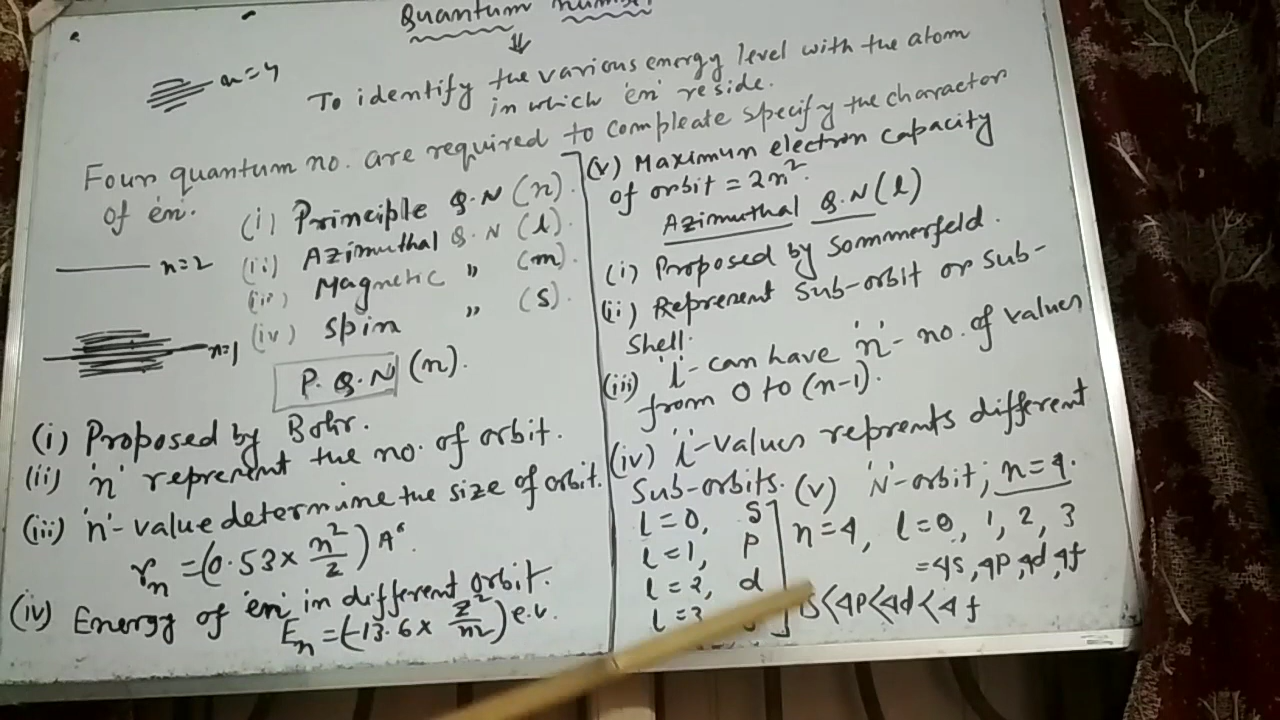 Quantum number
⇓
n=4
To identify the various energy level with the atom
in which 'en' reside.
Four quantum no. are required to compleate specify the character
of en.
(i) Principle Q.N (n).
(ii) Azimuthal Q.N (l).
(iii) Magnetic " (m).
(iv) Spin " (s).
n=2
n=1
P.Q.N (n).
(i) Proposed by Bohr.
(ii) 'n' reprerent the no. of orbit.
(iii) 'n'-value determine the size of orbit.
rn = (0.53 × n²/2) A°
(iv) Energy of 'en' in different orbit.
En = (-13.6 × z²/n2) e.v.
(v) Maximun electron capacity
of orbit = 2n².
Azimuthal Q.N (l)
(i) Proposed by Sommerfeld.
(ii) Reprerent Sub-orbit or Sub-
Shell.
(iii) 'l'-can have 'n'-no. of values
from 0 to (n-1).
(iv) 'l'-values reprents different
Sub-orbits.
l=0, S
l=1, P
l=2, d
(v) 'N'-orbit; n=4.
n=4, l=0, 1, 2, 3
=4s, 4p, 4d, 4f
S<4P<4d<4f